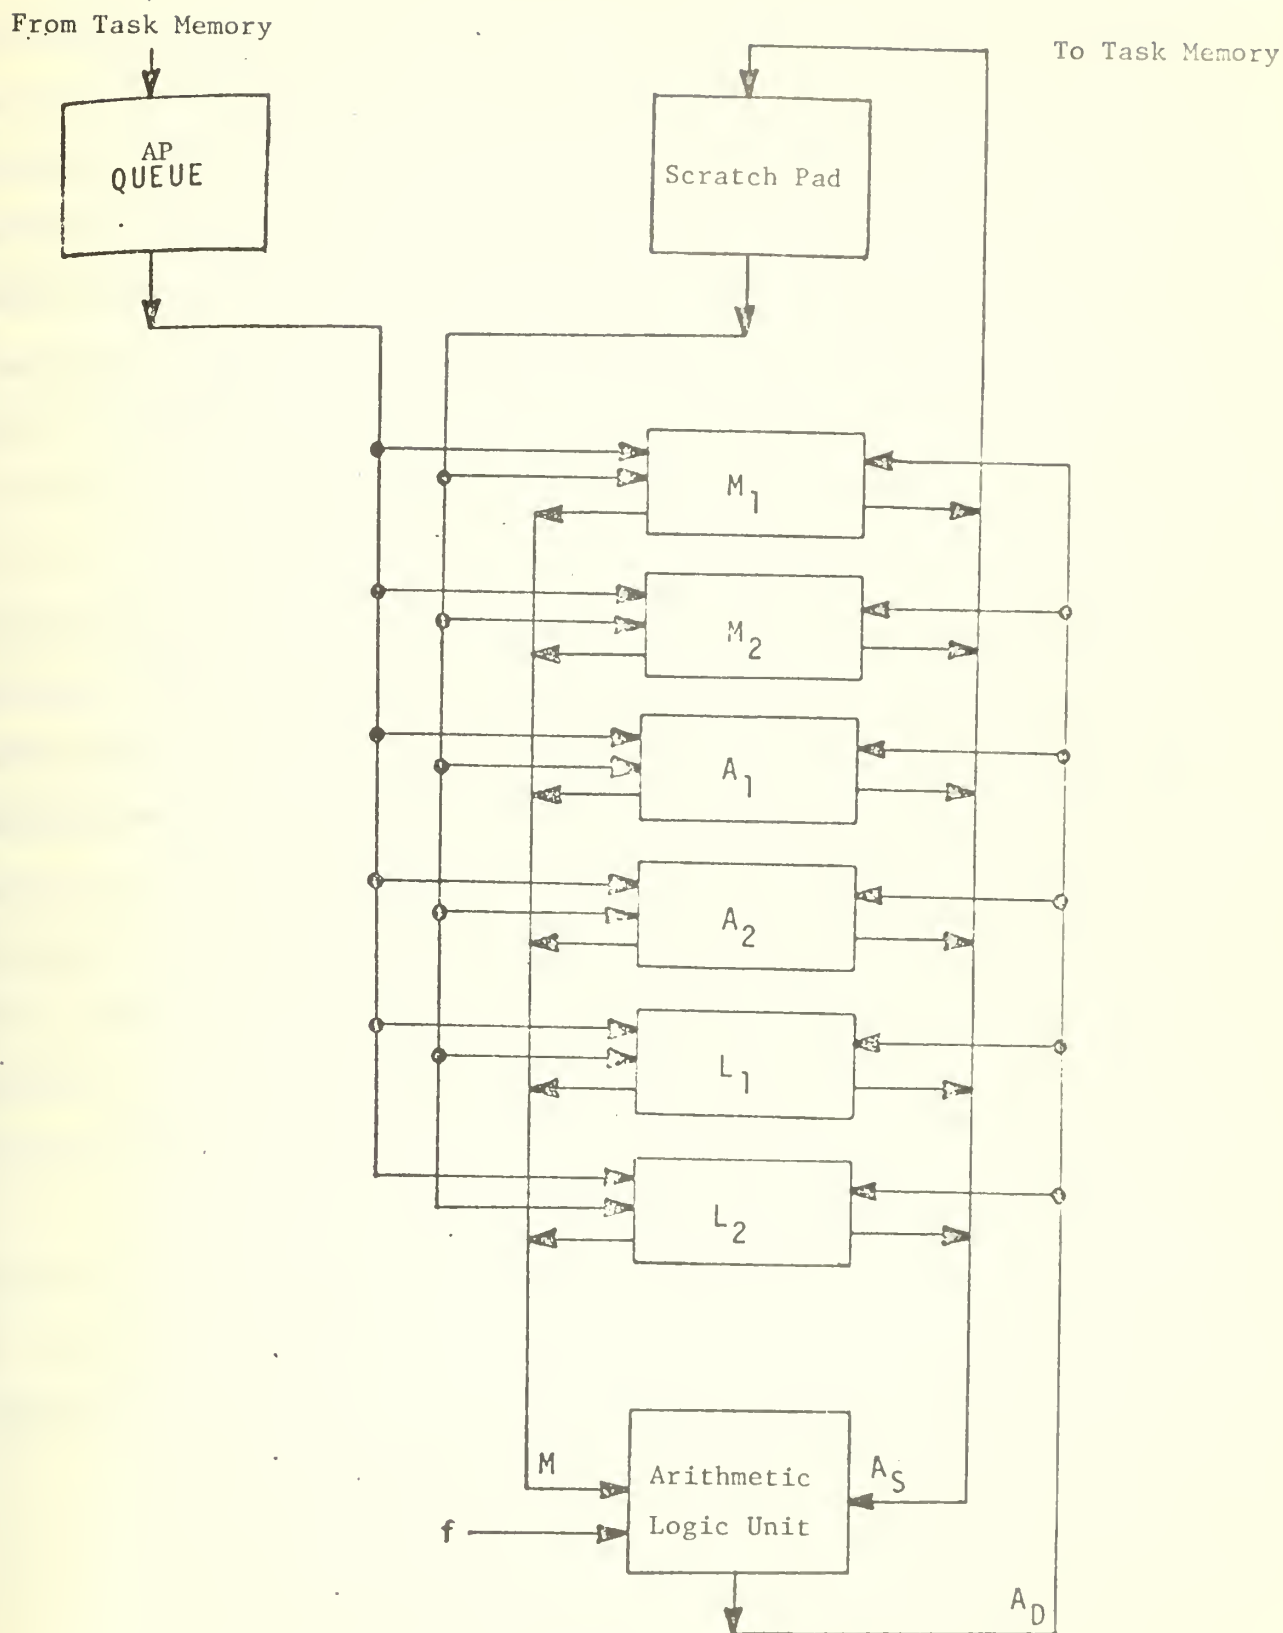 From Task Memory
To Task Memory
AP
QUEUE
Scratch Pad
M1
M2
A1
A2
L1
L2
M
AS
Arithmetic
Logic Unit
f
AD